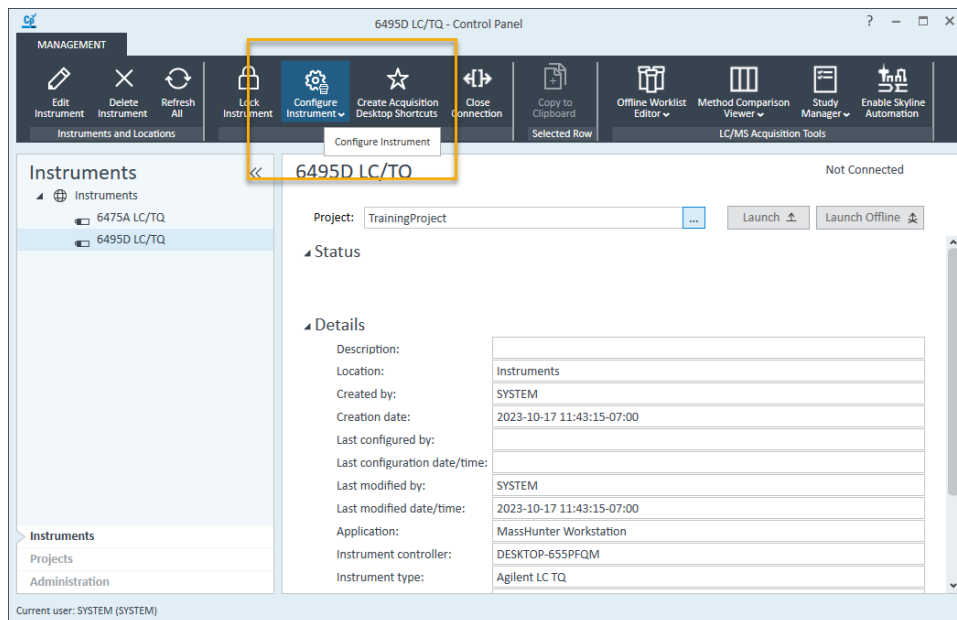 Cp
6495D LC/TQ - Control Panel
?
MANAGEMENT
Edit Instrument
Delete Instrument
Refresh All
Lock Instrument
Configure Instrument
Create Acquisition Desktop Shortcuts
Close Connection
Copy to Clipboard
Offline Worklist Editor
Method Comparison Viewer
Study Manager
Enable Skyline Automation
Instruments and Locations
Selected Row
LC/MS Acquisition Tools
Configure Instrument
Instruments
Instruments
6475A LC/TQ
6495D LC/TQ
Instruments
Projects
Administration
6495D LC/TQ
Not Connected
Project: TrainingProject ... Launch Launch Offline
Status
Details
Description:
Location: Instruments
Created by: SYSTEM
Creation date: 2023-10-17 11:43:15-07:00
Last configured by:
Last configuration date/time:
Last modified by: SYSTEM
Last modified date/time: 2023-10-17 11:43:15-07:00
Application: MassHunter Workstation
Instrument controller: DESKTOP-655PFQM
Instrument type: Agilent LC TQ
Current user: SYSTEM (SYSTEM)